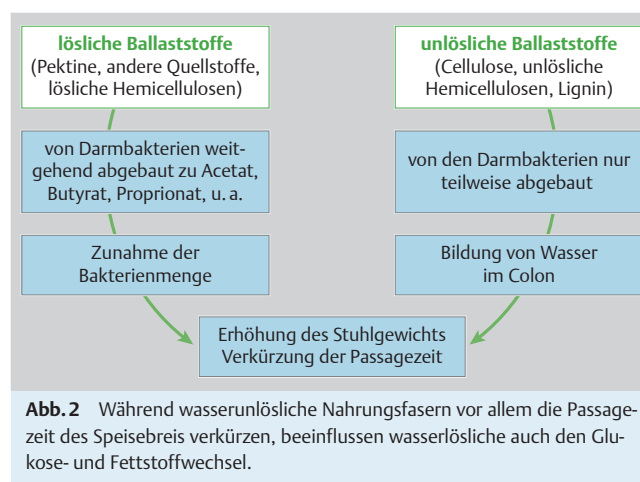 lösliche Ballaststoffe
(Pektine, andere Quellstoffe,
lösliche Hemicellulosen)
unlösliche Ballaststoffe
(Cellulose, unlösliche
Hemicellulosen, Lignin)
von Darmbakterien weit-
gehend abgebaut zu Acetat,
Butyrat, Proprionat, u. a.
von den Darmbakterien nur
teilweise abgebaut
Zunahme der
Bakterienmenge
Bildung von Wasser
im Colon
Erhöhung des Stuhlgewichts
Verkürzung der Passagezeit
Abb. 2 Während wasserunlösliche Nahrungsfasern vor allem die Passage-
zeit des Speisebreis verkürzen, beeinflussen wasserlösliche auch den Glu-
kose- und Fettstoffwechsel.